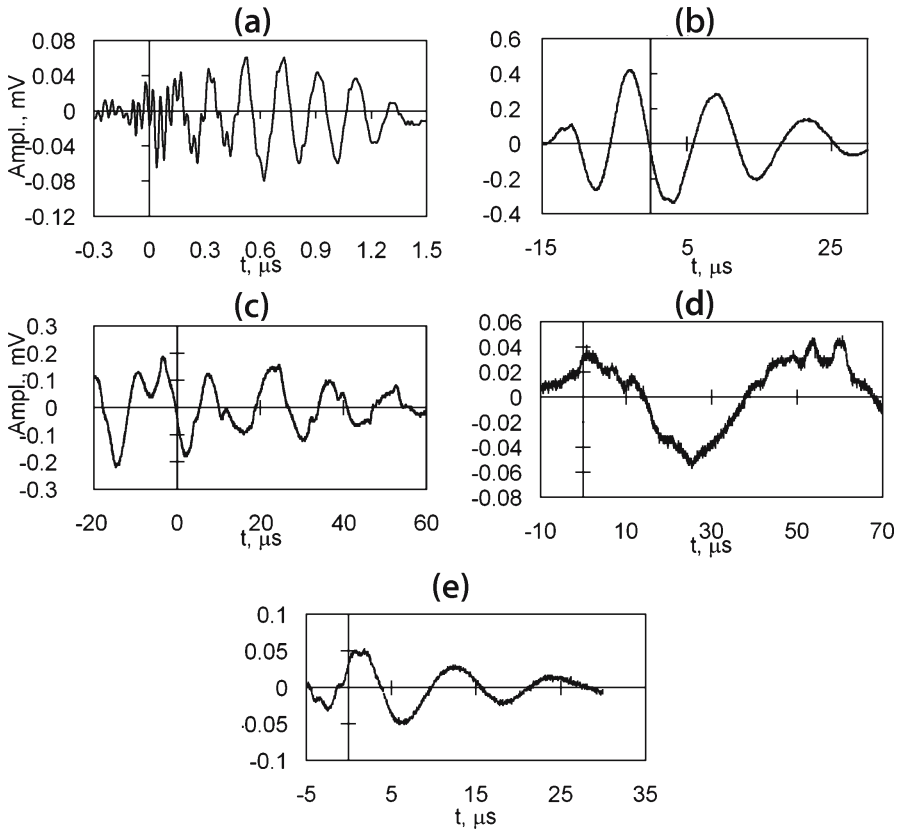 (a)
0.08
0.04
0
-0.04
-0.08
-0.12
Ampl., mV
-0.3 0 0.3 0.6 0.9 1.2 1.5
t, μs
(b)
0.6
0.4
0.2
0
-0.2
-0.4
-15 5 25
t, μs
(c)
0.3
0.2
0.1
0
-0.1
-0.2
-0.3
Ampl., mV
-20 0 20 40 60
t, μs
(d)
0.06
0.04
0.02
0
-0.02
-0.04
-0.06
-0.08
-10 10 30 50 70
t, μs
(e)
0.1
0.05
0
0.05
-0.1
-5 5 15 25 35
t, μs